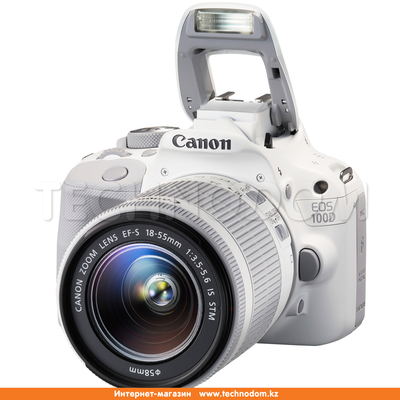 Canon
TECHNODOM
EOS
100D
CANON ZOOM LENS EF-S 18-55mm 1:3.5-5.6 IS STM
ϕ58mm
Интернет-магазин www.technodom.kz